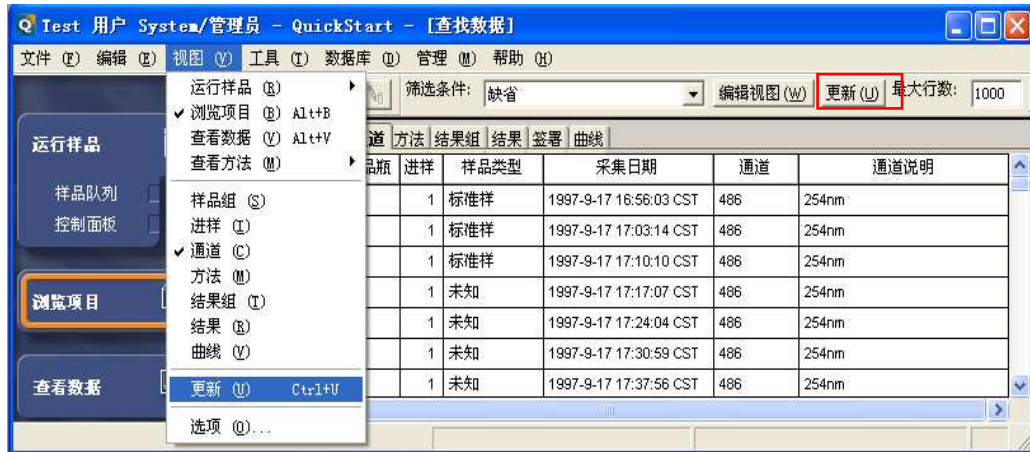 Test 用户 System/管理员 - QuickStart - [查找数据]
文件 (F) 编辑 (E) 视图 (V) 工具 (T) 数据库 (D) 管理 (M) 帮助 (H)
筛选条件: 缺省 编辑视图(W) 更新(U) 最大行数: 1000
运行样品 (R)
浏览项目 (B) Alt+B
查看数据 (V) Alt+V
查看方法 (M)
样品组 (S)
进样 (I)
通道 (C)
方法 (M)
结果组 (T)
结果 (R)
曲线 (V)
更新 (U) Ctrl+U
选项 (O)...
运行样品
样品队列
控制面板
浏览项目
查看数据
道 方法 结果组 结果 签署 曲线
品瓶 进样 样品类型 采集日期 通道 通道说明
1 标准样 1997-9-17 16:56:03 CST 486 254nm
1 标准样 1997-9-17 17:03:14 CST 486 254nm
1 标准样 1997-9-17 17:10:10 CST 486 254nm
1 未知 1997-9-17 17:17:07 CST 486 254nm
1 未知 1997-9-17 17:24:04 CST 486 254nm
1 未知 1997-9-17 17:30:59 CST 486 254nm
1 未知 1997-9-17 17:37:56 CST 486 254nm